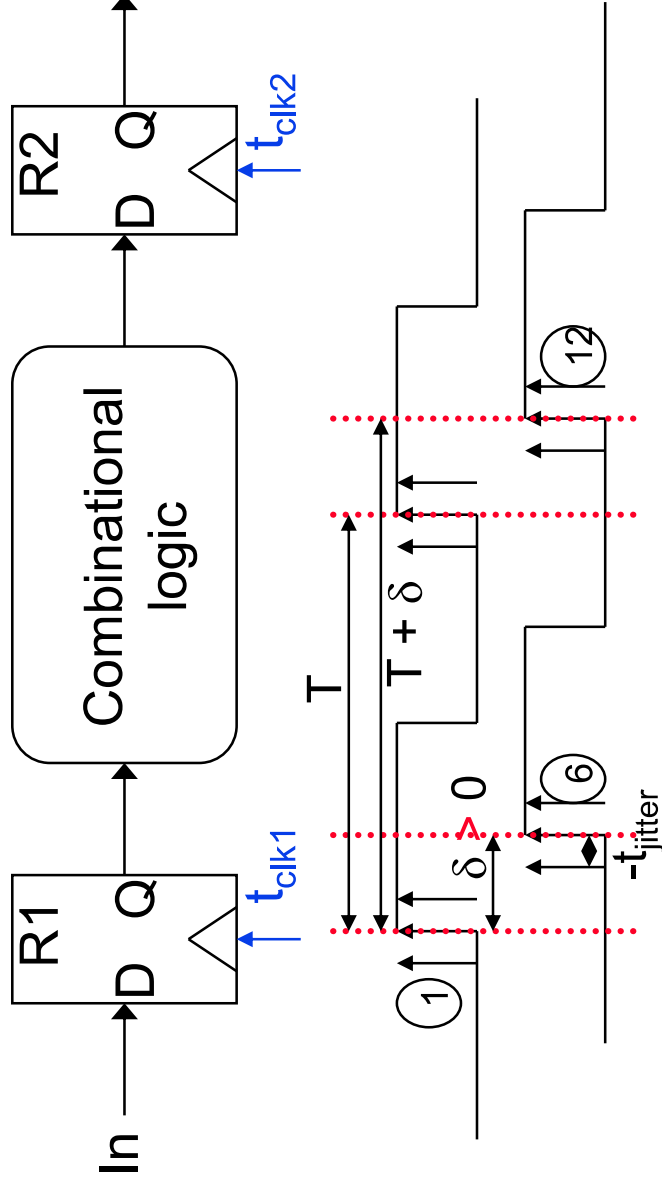 In
R1
D Q
t_clk1
Combinational
logic
R2
D Q
t_clk2
T
T + δ
δ > 0
1
6
12
-t_jitter